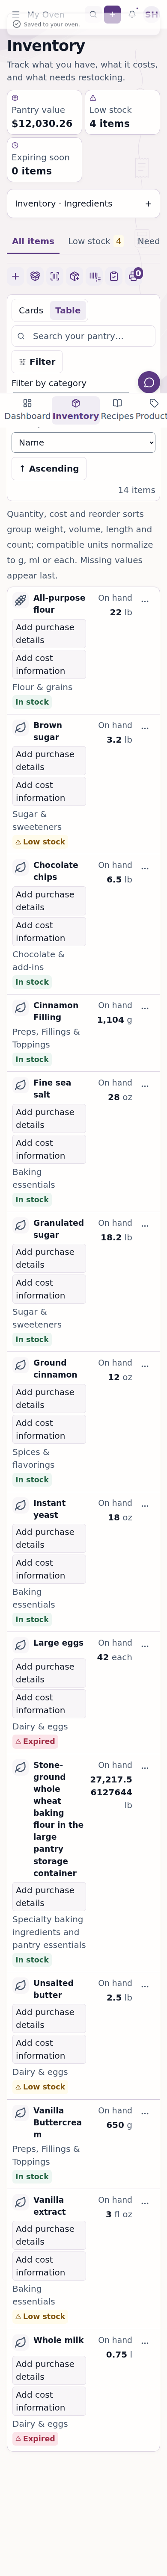 My Oven
SH
Saved to your oven.
Inventory
Track what you have, what it costs,
and what needs restocking.
Pantry value
$12,030.26
Low stock
4 items
Expiring soon
0 items
Inventory · Ingredients
All items
Low stock 4
Need
0
Cards
Table
Search your pantry…
Filter
Filter by category
Dashboard
Inventory
Recipes
Product
Name
↑ Ascending
14 items
Quantity, cost and reorder sorts
group weight, volume, length and
count; compatible units normalize
to g, ml or each. Missing values
appear last.
All-purpose
flour
On hand
22 lb
...
Add purchase
details
Add cost
information
Flour & grains
In stock
Brown
sugar
On hand
3.2 lb
...
Add purchase
details
Add cost
information
Sugar &
sweeteners
Low stock
Chocolate
chips
On hand
6.5 lb
...
Add purchase
details
Add cost
information
Chocolate &
add-ins
In stock
Cinnamon
Filling
On hand
1,104 g
...
Preps, Fillings &
Toppings
In stock
Fine sea
salt
On hand
28 oz
...
Add purchase
details
Add cost
information
Baking
essentials
In stock
Granulated
sugar
On hand
18.2 lb
...
Add purchase
details
Add cost
information
Sugar &
sweeteners
In stock
Ground
cinnamon
On hand
12 oz
...
Add purchase
details
Add cost
information
Spices &
flavorings
In stock
Instant
yeast
On hand
18 oz
...
Add purchase
details
Add cost
information
Baking
essentials
In stock
Large eggs
On hand
42 each
...
Add purchase
details
Add cost
information
Dairy & eggs
Expired
Stone-
ground
whole
wheat
baking
flour in the
large
pantry
storage
container
On hand
27,217.5
6127644
lb
...
Add purchase
details
Add cost
information
Specialty baking
ingredients and
pantry essentials
In stock
Unsalted
butter
On hand
2.5 lb
...
Add purchase
details
Add cost
information
Dairy & eggs
Low stock
Vanilla
Buttercrea
m
On hand
650 g
...
Preps, Fillings &
Toppings
In stock
Vanilla
extract
On hand
3 fl oz
...
Add purchase
details
Add cost
information
Baking
essentials
Low stock
Whole milk
On hand
0.75 l
...
Add purchase
details
Add cost
information
Dairy & eggs
Expired